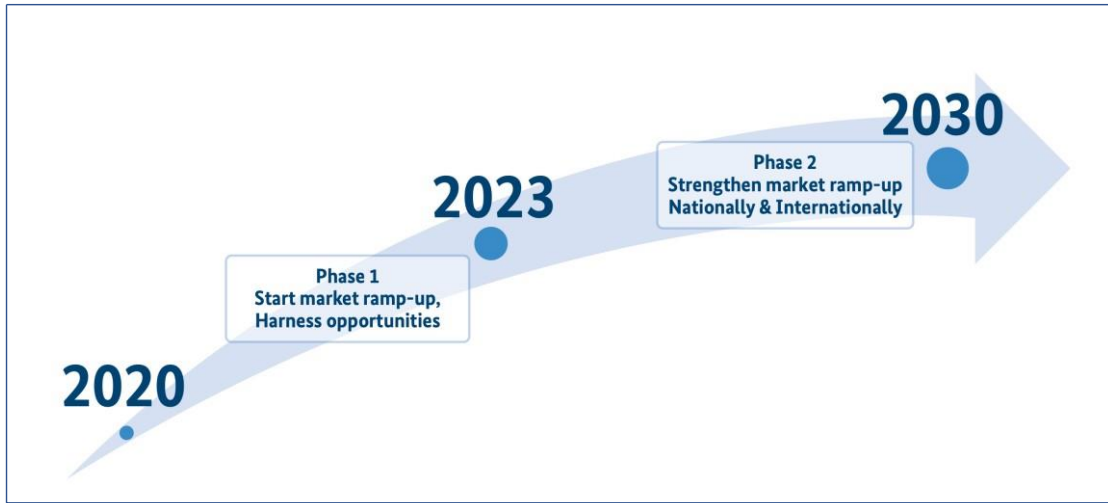 2020
Phase 1
Start market ramp-up,
Harness opportunities
2023
Phase 2
Strengthen market ramp-up
Nationally & Internationally
2030